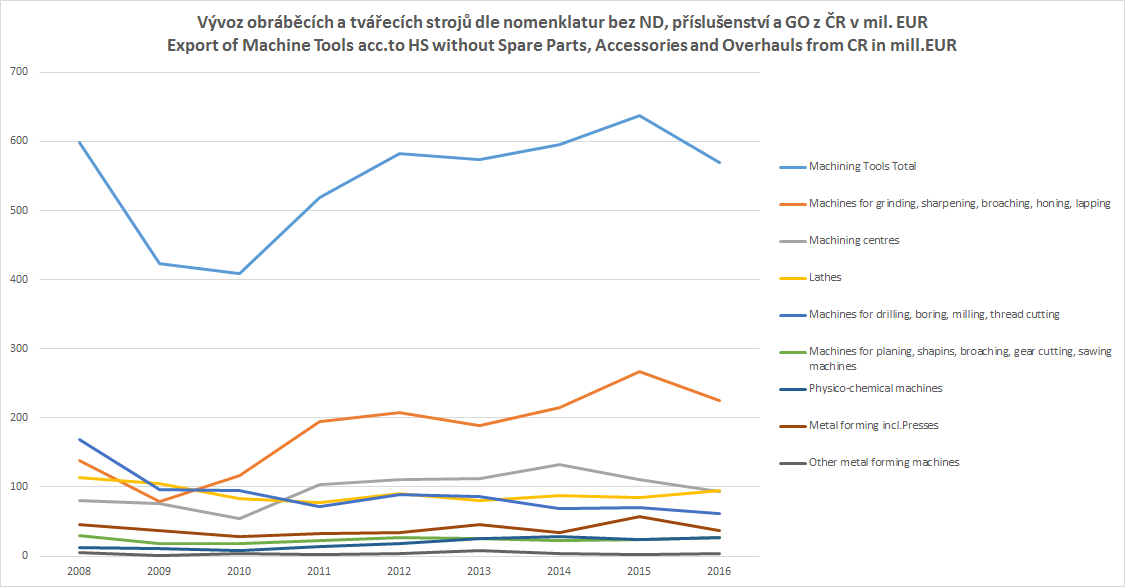 Vývoz obráběcích a tvářecích strojů dle nomenklatur bez ND, příslušenství a GO z ČR v mil. EUR
Export of Machine Tools acc.to HS without Spare Parts, Accessories and Overhauls from CR in mill.EUR
700
600
500
400
300
200
100
0
2008 2009 2010 2011 2012 2013 2014 2015 2016
Machining Tools Total
Machines for grinding, sharpening, broaching, honing, lapping
Machining centres
Lathes
Machines for drilling, boring, milling, thread cutting
Machines for planing, shapins, broaching, gear cutting, sawing
machines
Physico-chemical machines
Metal forming incl.Presses
Other metal forming machines